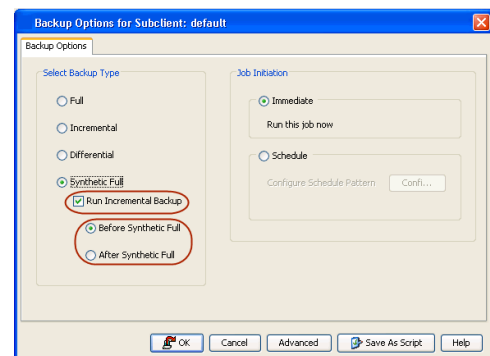 Backup Options for Subclient: default
Backup Options
Select Backup Type
Full
Incremental
Differential
Synthetic Full
Run Incremental Backup
Before Synthetic Full
After Synthetic Full
Job Initiation
Immediate
Run this job now
Schedule
Configure Schedule Pattern
Confi...
OK
Cancel
Advanced
Save As Script
Help